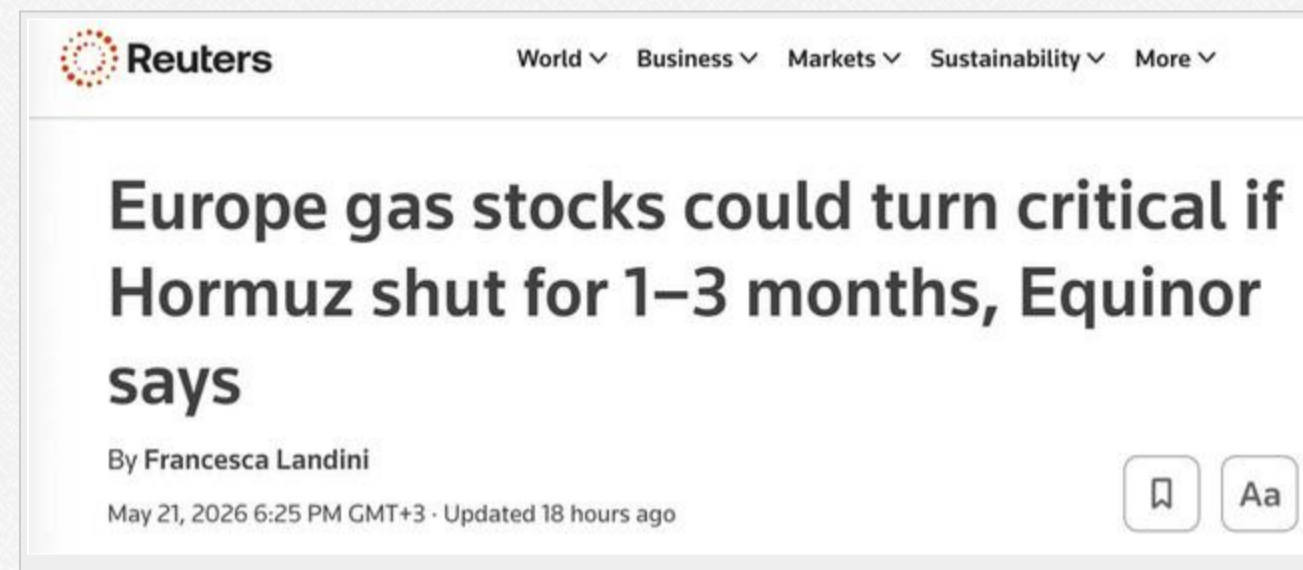 Reuters
World Business Markets Sustainability More
Europe gas stocks could turn critical if
Hormuz shut for 1–3 months, Equinor
says
By Francesca Landini
May 21, 2026 6:25 PM GMT+3 · Updated 18 hours ago
Aa